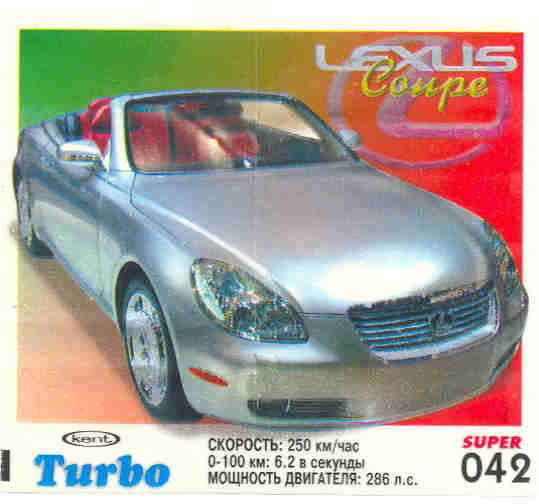 LEXUS
Coupe
kent
Turbo
СКОРОСТЬ: 250 км/час
0-100 км: 6.2 в секунды
МОЩНОСТЬ ДВИГАТЕЛЯ: 286 л.с.
SUPER
042